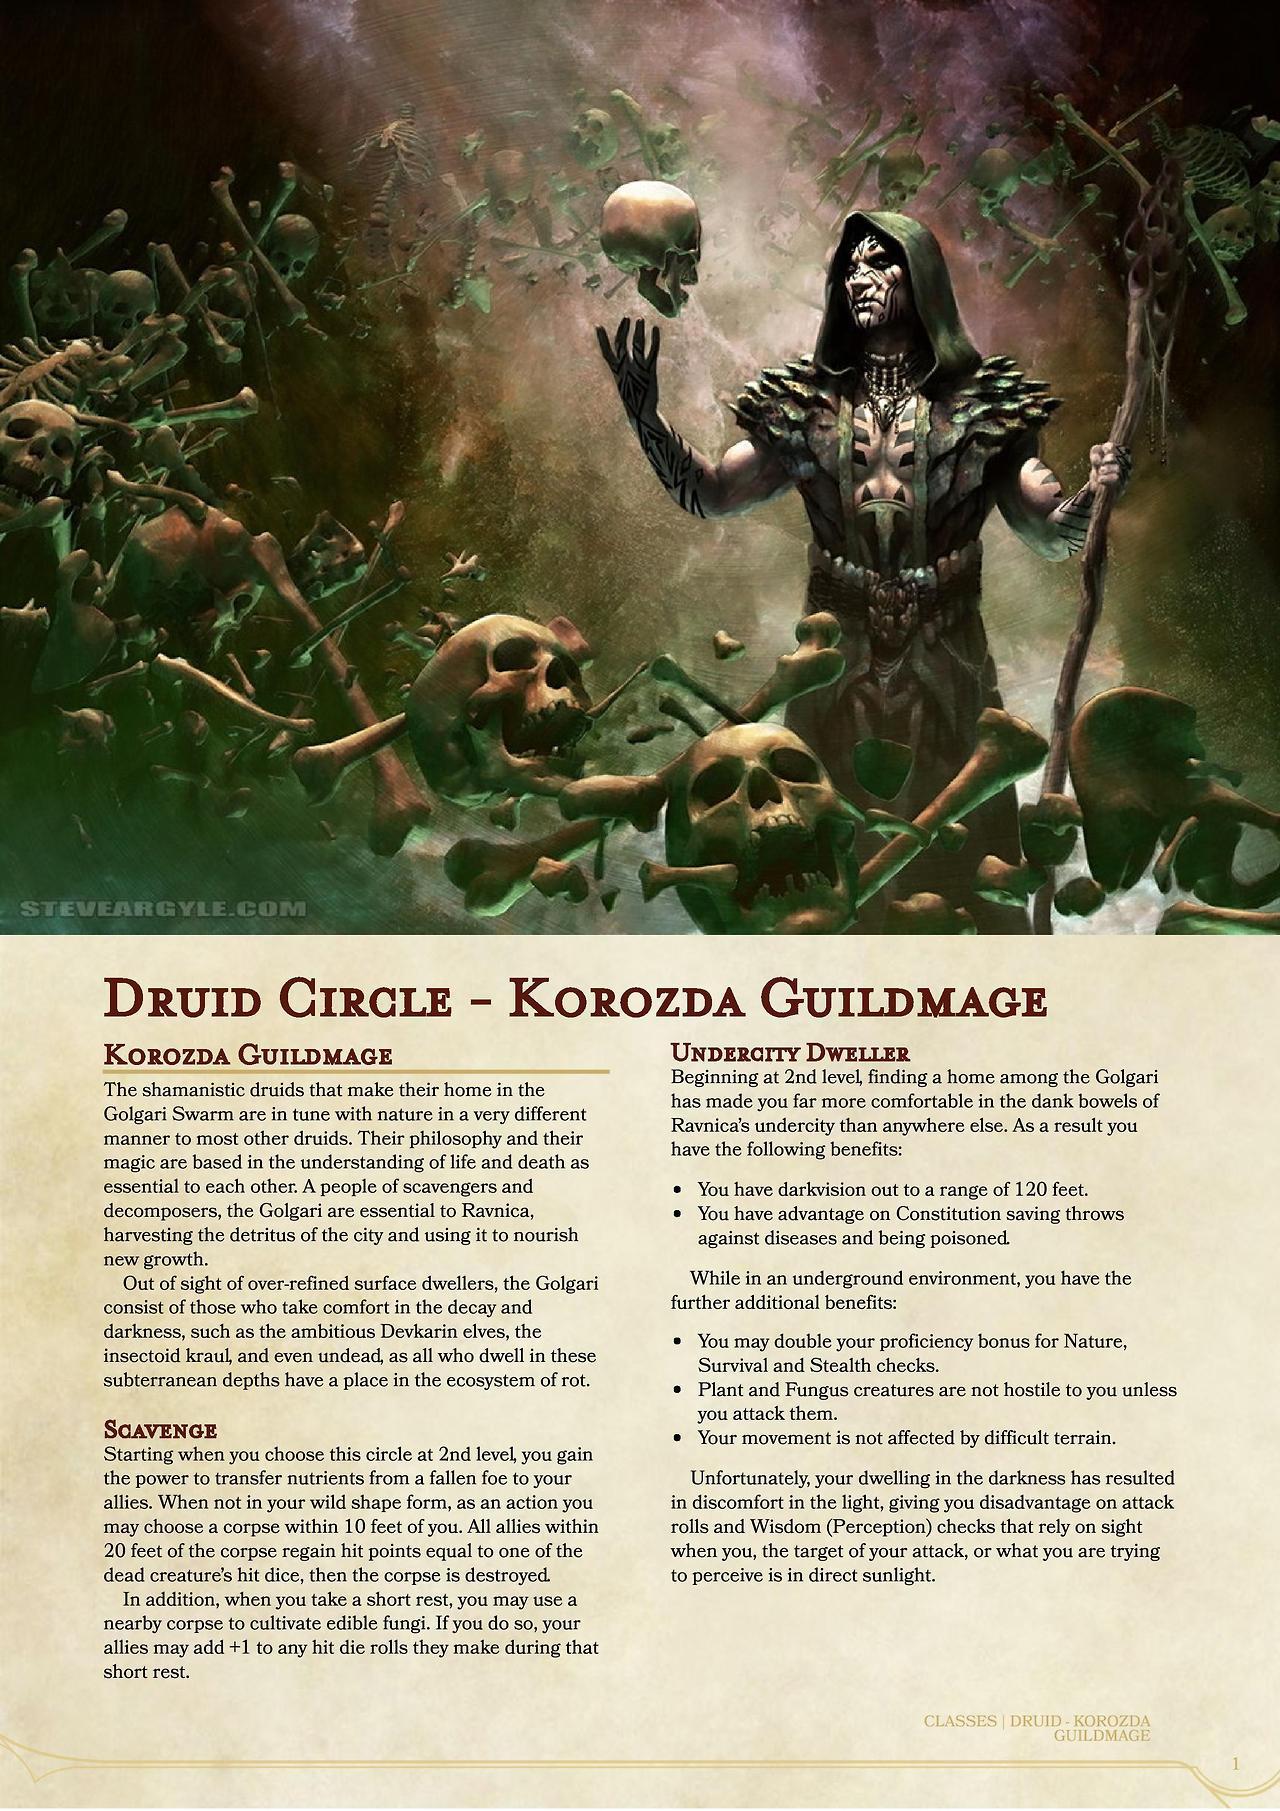 STEVEARGYLE.COM
Druid Circle - Korozda Guildmage
Korozda Guildmage
The shamanistic druids that make their home in the
Golgari Swarm are in tune with nature in a very different
manner to most other druids. Their philosophy and their
magic are based in the understanding of life and death as
essential to each other. A people of scavengers and
decomposers, the Golgari are essential to Ravnica,
harvesting the detritus of the city and using it to nourish
new growth.
Out of sight of over-refined surface dwellers, the Golgari
consist of those who take comfort in the decay and
darkness, such as the ambitious Devkarin elves, the
insectoid kraul, and even undead, as all who dwell in these
subterranean depths have a place in the ecosystem of rot.
Scavenge
Starting when you choose this circle at 2nd level, you gain
the power to transfer nutrients from a fallen foe to your
allies. When not in your wild shape form, as an action you
may choose a corpse within 10 feet of you. All allies within
20 feet of the corpse regain hit points equal to one of the
dead creature's hit dice, then the corpse is destroyed.
In addition, when you take a short rest, you may use a
nearby corpse to cultivate edible fungi. If you do so, your
allies may add +1 to any hit die rolls they make during that
short rest.
Undercity Dweller
Beginning at 2nd level, finding a home among the Golgari
has made you far more comfortable in the dank bowels of
Ravnica's undercity than anywhere else. As a result you
have the following benefits:
• You have darkvision out to a range of 120 feet.
• You have advantage on Constitution saving throws
against diseases and being poisoned.
While in an underground environment, you have the
further additional benefits:
• You may double your proficiency bonus for Nature,
Survival and Stealth checks.
• Plant and Fungus creatures are not hostile to you unless
you attack them.
• Your movement is not affected by difficult terrain.
Unfortunately, your dwelling in the darkness has resulted
in discomfort in the light, giving you disadvantage on attack
rolls and Wisdom (Perception) checks that rely on sight
when you, the target of your attack, or what you are trying
to perceive is in direct sunlight.
CLASSES | DRUID - KOROZDA
GUILDMAGE
1